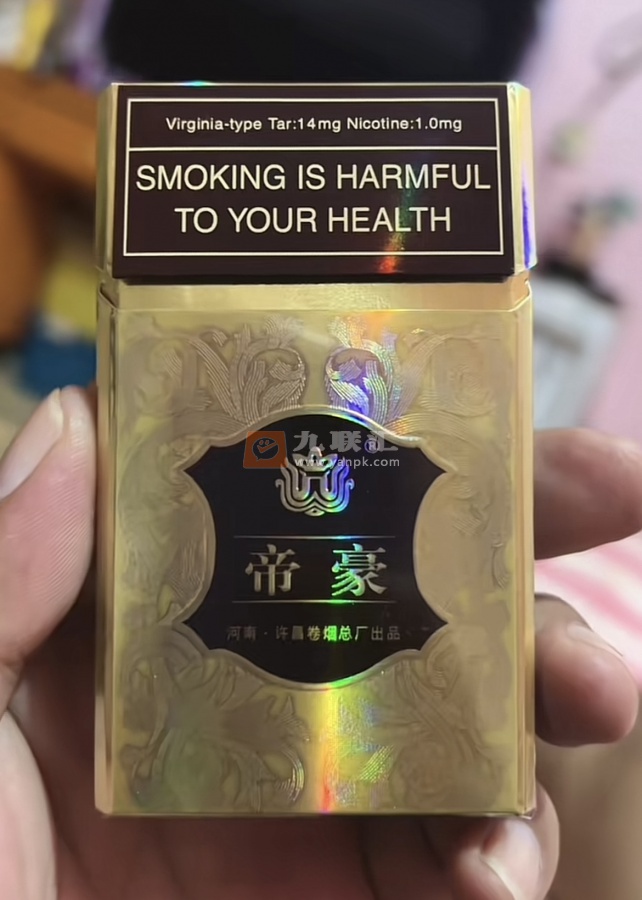 Virginia-type Tar:14mg Nicotine:1.0mg
SMOKING IS HARMFUL
TO YOUR HEALTH
九联汇
®
www.yanpk.com
帝豪
河南·许昌卷烟总厂出品